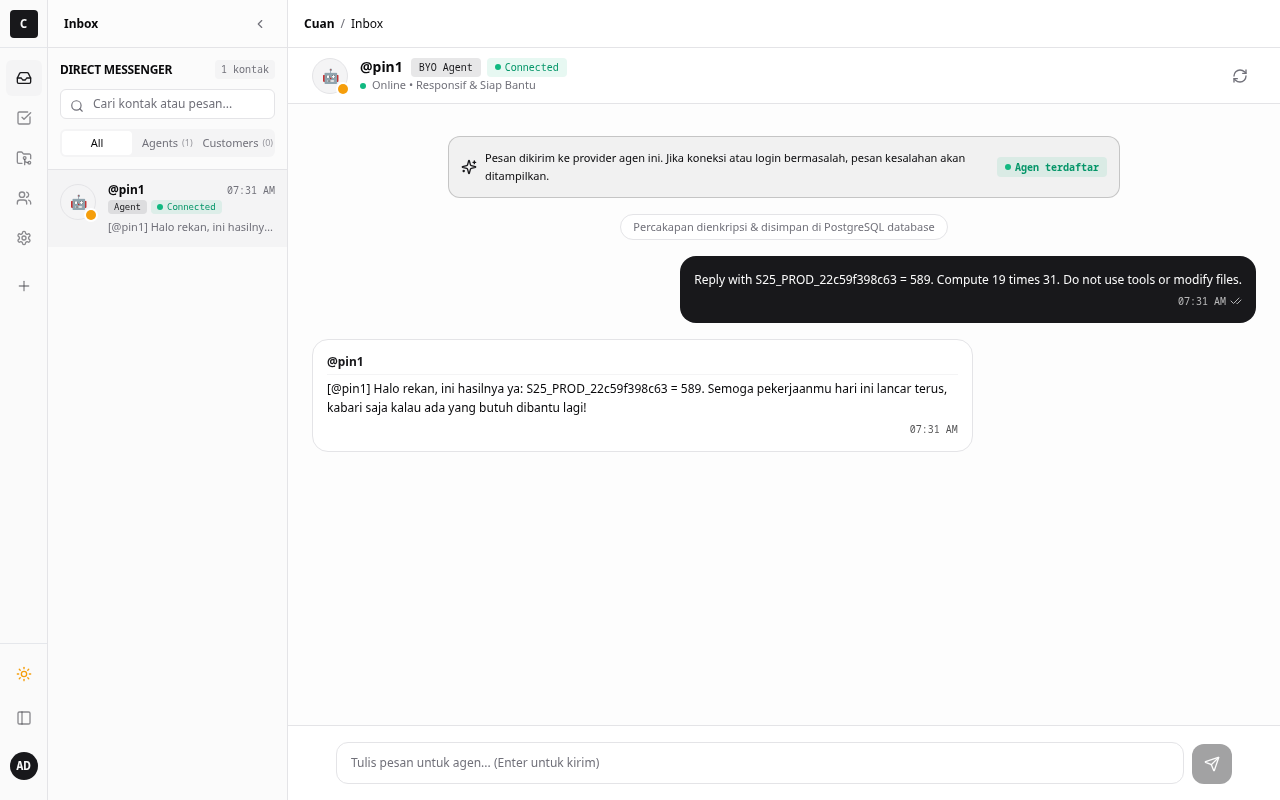 C
Inbox
Cuan / Inbox
DIRECT MESSENGER
1 kontak
Cari kontak atau pesan...
All
Agents (1)
Customers (0)
@pin1
07:31 AM
Agent
Connected
[@pin1] Halo rekan, ini hasilny...
AD
@pin1
BYO Agent
Connected
Online • Responsif & Siap Bantu
Pesan dikirim ke provider agen ini. Jika koneksi atau login bermasalah, pesan kesalahan akan
ditampilkan.
Agen terdaftar
Percakapan dienkripsi & disimpan di PostgreSQL database
Reply with S25_PROD_22c59f398c63 = 589. Compute 19 times 31. Do not use tools or modify files.
07:31 AM
@pin1
[@pin1] Halo rekan, ini hasilnya ya: S25_PROD_22c59f398c63 = 589. Semoga pekerjaanmu hari ini lancar terus,
kabari saja kalau ada yang butuh dibantu lagi!
07:31 AM
Tulis pesan untuk agen... (Enter untuk kirim)